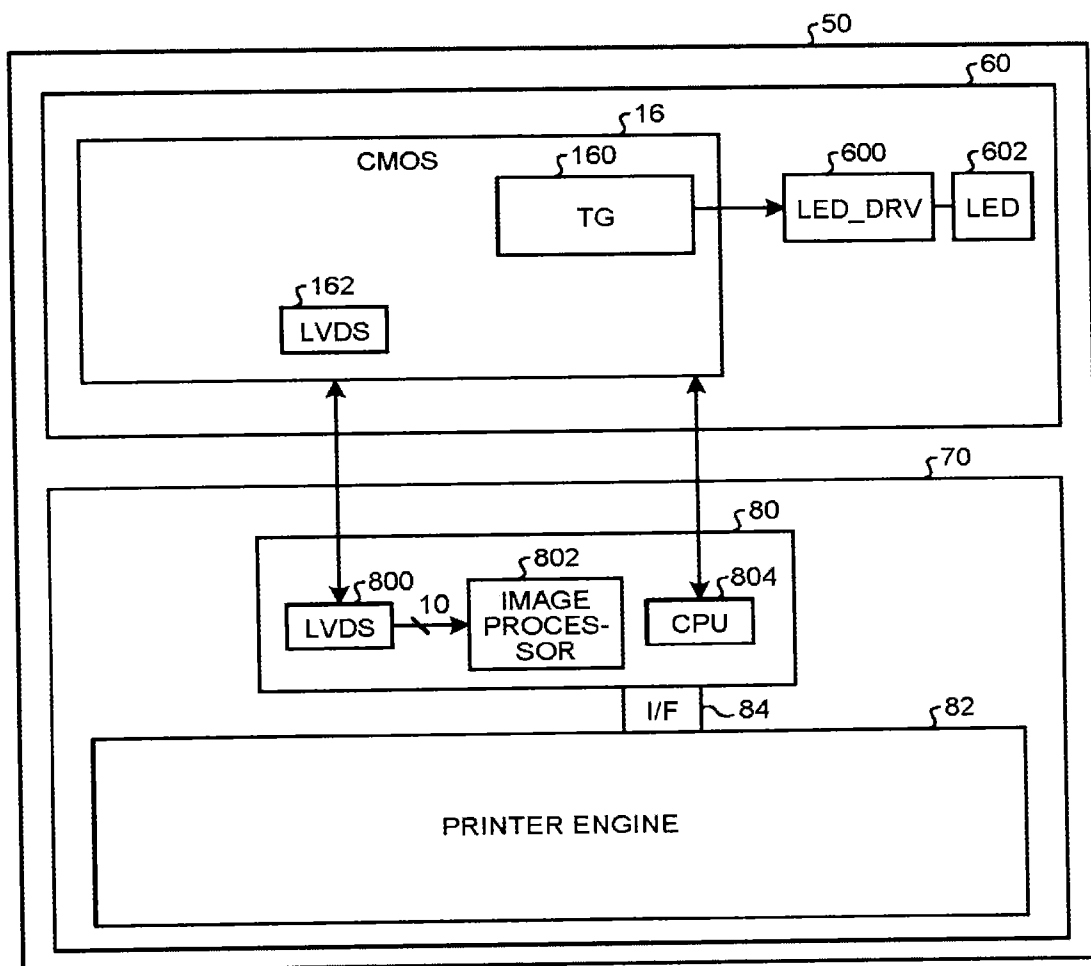 50
60
16
CMOS
160
TG
600
LED_DRV
602
LED
162
LVDS
70
80
800
LVDS
10
802
IMAGE
PROCES-
SOR
804
CPU
I/F
84
82
PRINTER ENGINE